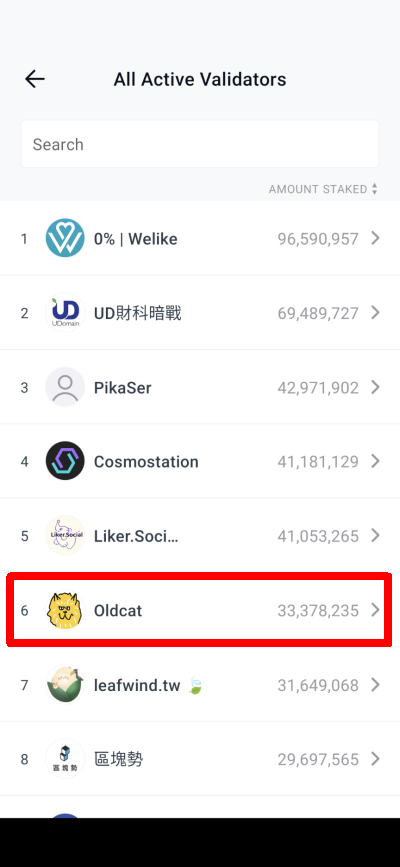 All Active Validators
Search
AMOUNT STAKED
1 0% | Welike 96,590,957
2 UD UDomain UD財科暗戰 69,489,727
3 PikaSer 42,971,902
4 Cosmostation 41,181,129
5 Liker.Social Liker.Soci... 41,053,265
6 Oldcat 33,378,235
7 leafwind.tw 31,649,068
8 區塊勢 區塊勢 29,697,565